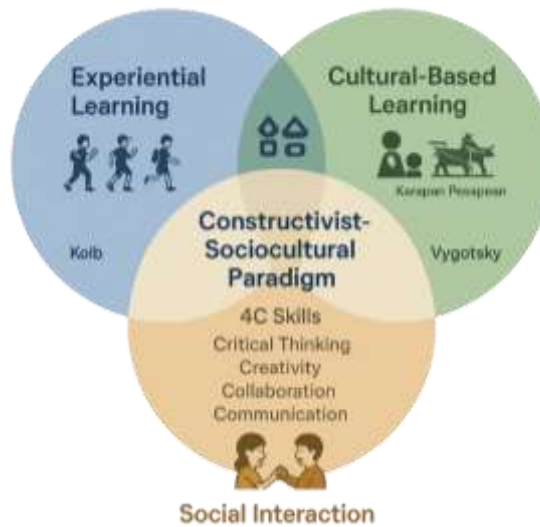 Experiential
Learning
Cultural-Based
Learning
Karapan
Kolb
Vygotsky
Constructivist-
Sociocultural
Paradigm
4C Skills
Critical Thinking
Creativity
Collaboration
Communication
Social Interaction